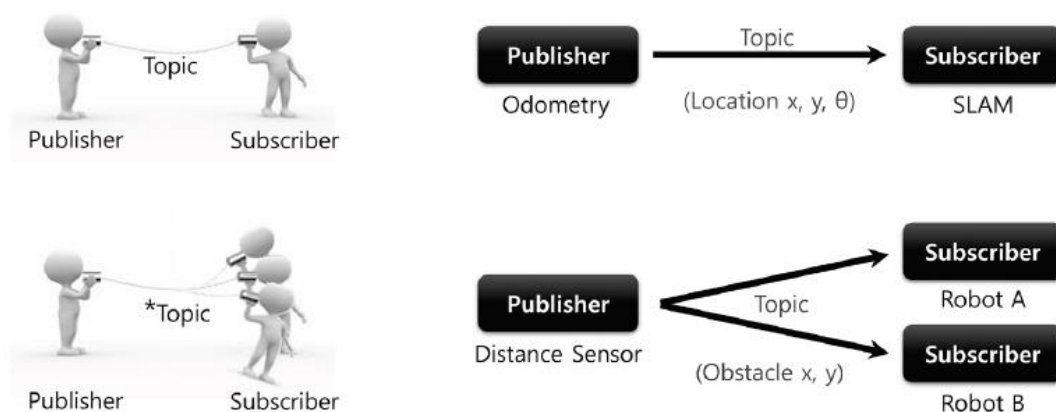 Topic
Publisher
Subscriber
Publisher
Topic
Subscriber
Odometry
(Location x, y, θ)
SLAM
*Topic
Publisher
Subscriber
Publisher
Distance Sensor
Topic
(Obstacle x, y)
Subscriber
Robot A
Subscriber
Robot B